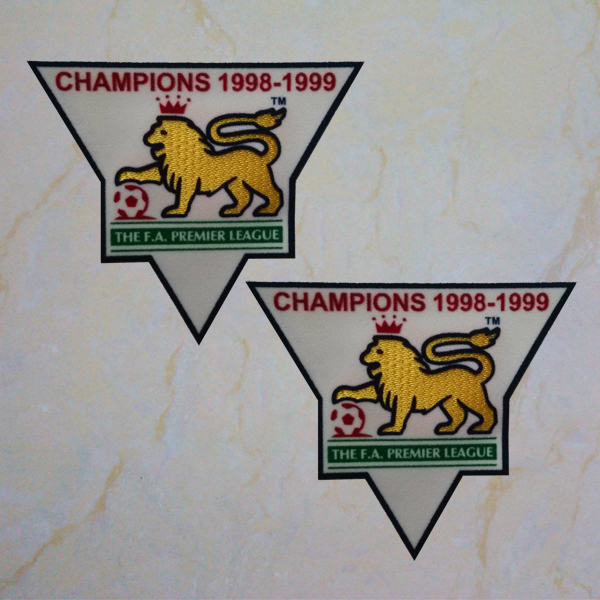 CHAMPIONS 1998-1999
TM
THE F.A. PREMIER LEAGUE
CHAMPIONS 1998-1999
TM
THE F.A. PREMIER LEAGUE